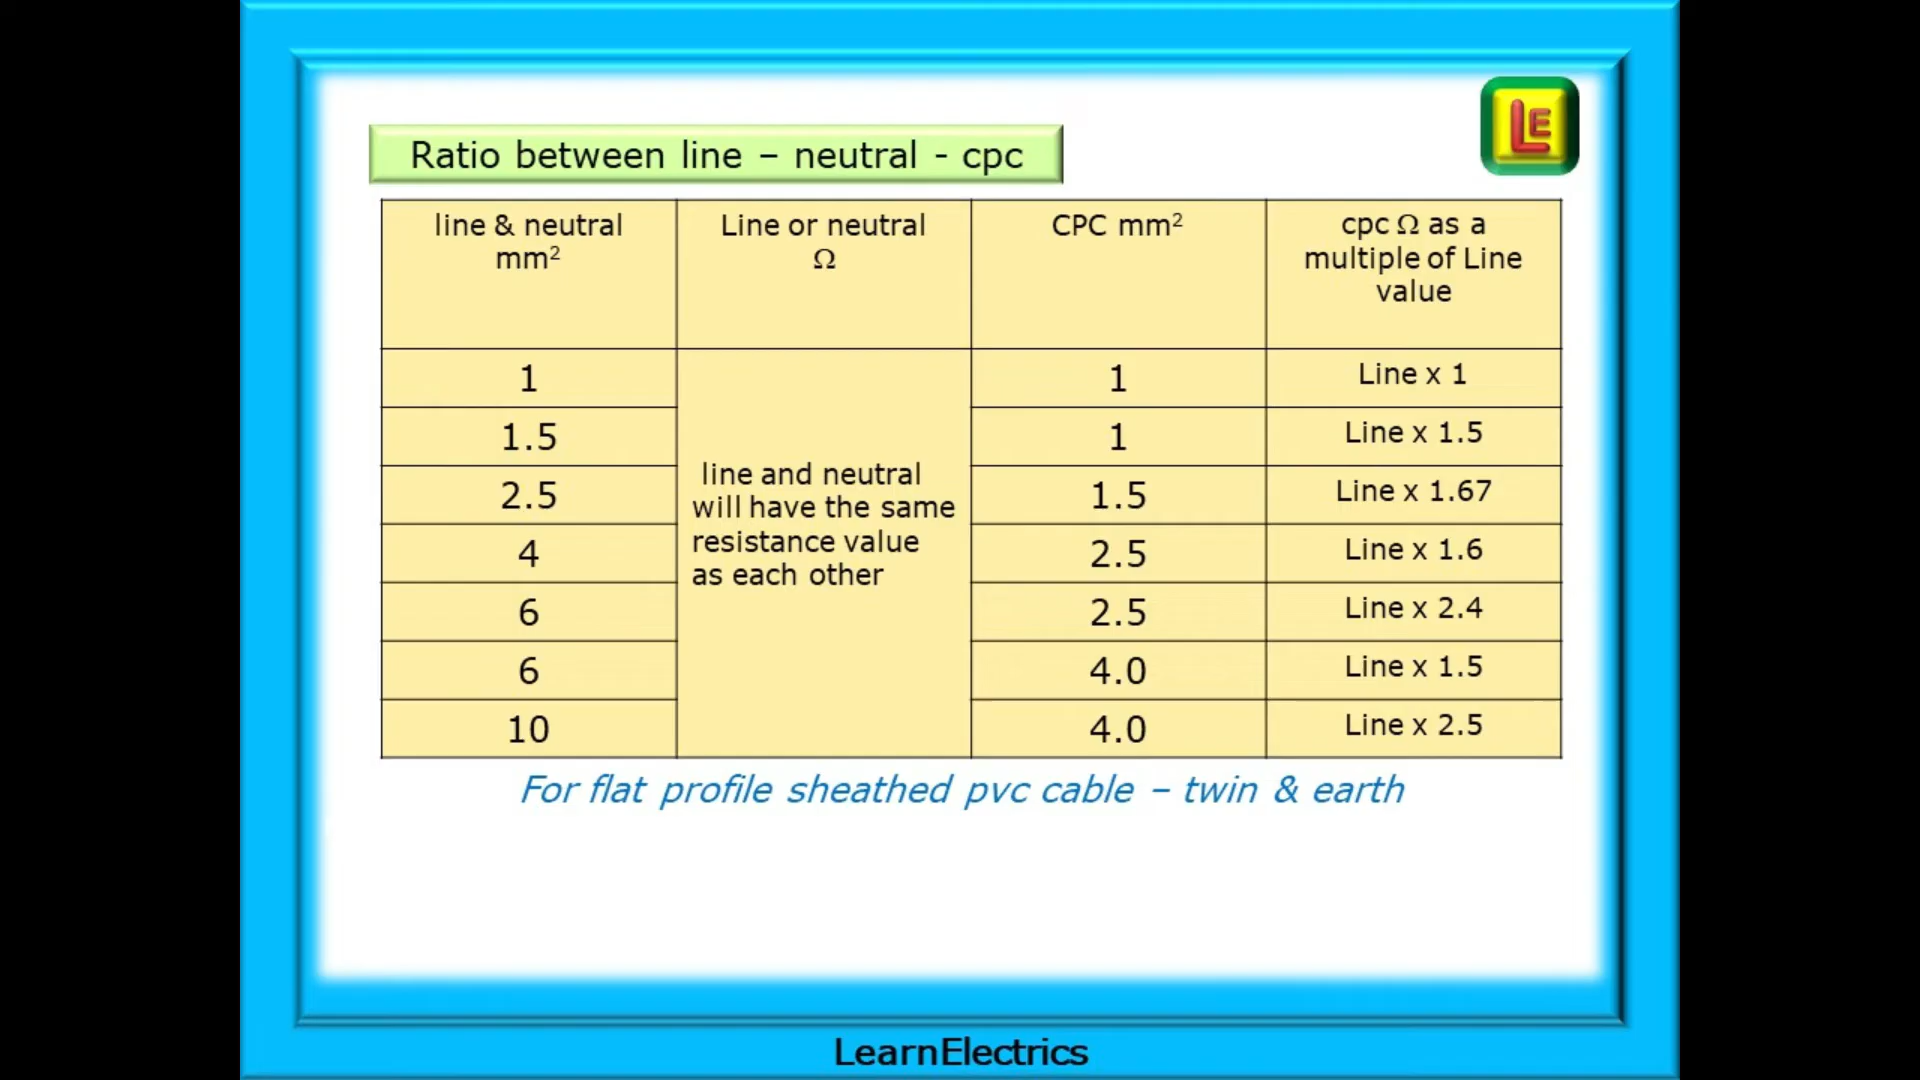 LE
Ratio between line – neutral - cpc
line & neutral
mm²
Line or neutral
Ω
CPC mm²
cpc Ω as a
multiple of Line
value
1
1
Line x 1
1.5
1
Line x 1.5
2.5
1.5
Line x 1.67
line and neutral
will have the same
resistance value
as each other
4
2.5
Line x 1.6
6
2.5
Line x 2.4
6
4.0
Line x 1.5
10
4.0
Line x 2.5
For flat profile sheathed pvc cable – twin & earth
LearnElectrics